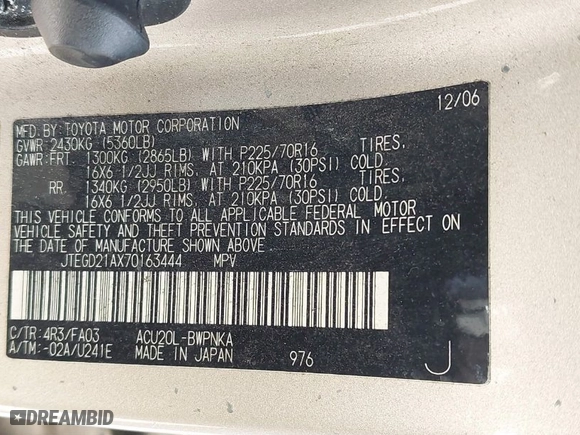 12/06
MFD. BY: TOYOTA MOTOR CORPORATION
GVWR 2430KG (5360LB)
GAWR: FRT. 1300KG (2865LB) WITH P225/70R16 TIRES,
16X6 1/2JJ RIMS, AT 210KPA (30PSI) COLD
RR. 1340KG (2950LB) WITH P225/70R16 TIRES,
16X6 1/2JJ RIMS, AT 210KPA (30PSI) COLD.
THIS VEHICLE CONFORMS TO ALL APPLICABLE FEDERAL MOTOR
VEHICLE SAFETY AND THEFT PREVENTION STANDARDS IN EFFECT ON
THE DATE OF MANUFACTURE SHOWN ABOVE.
JTEGD21AX70163444 MPV
C/TR: 4R3/FA03 ACU20L-BWPNKA
A/TM: -02A/U241E MADE IN JAPAN 976 J
DREAMBID